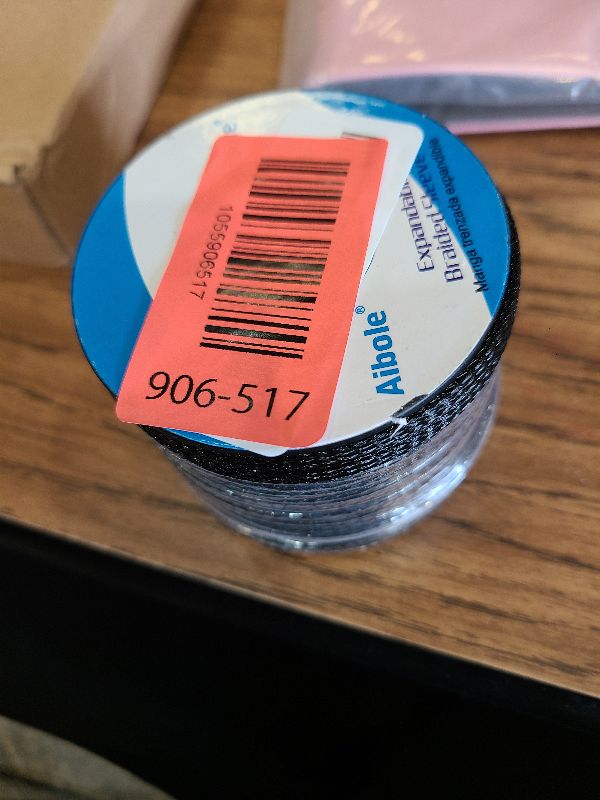 1055906517
906-517
Aibole®
Expandable
Braided Sleeve
Manga trenzada expandible